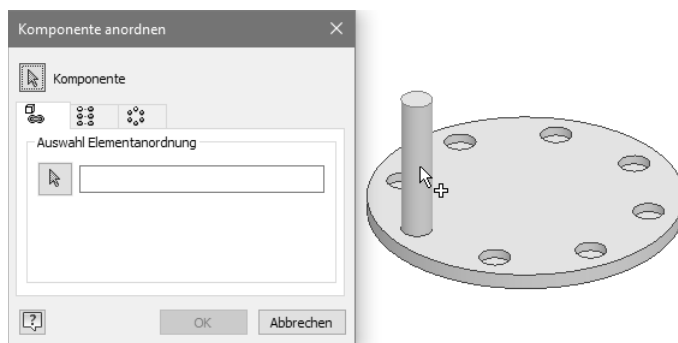 Komponente anordnen
Komponente
Auswahl Elementanordnung
OK
Abbrechen